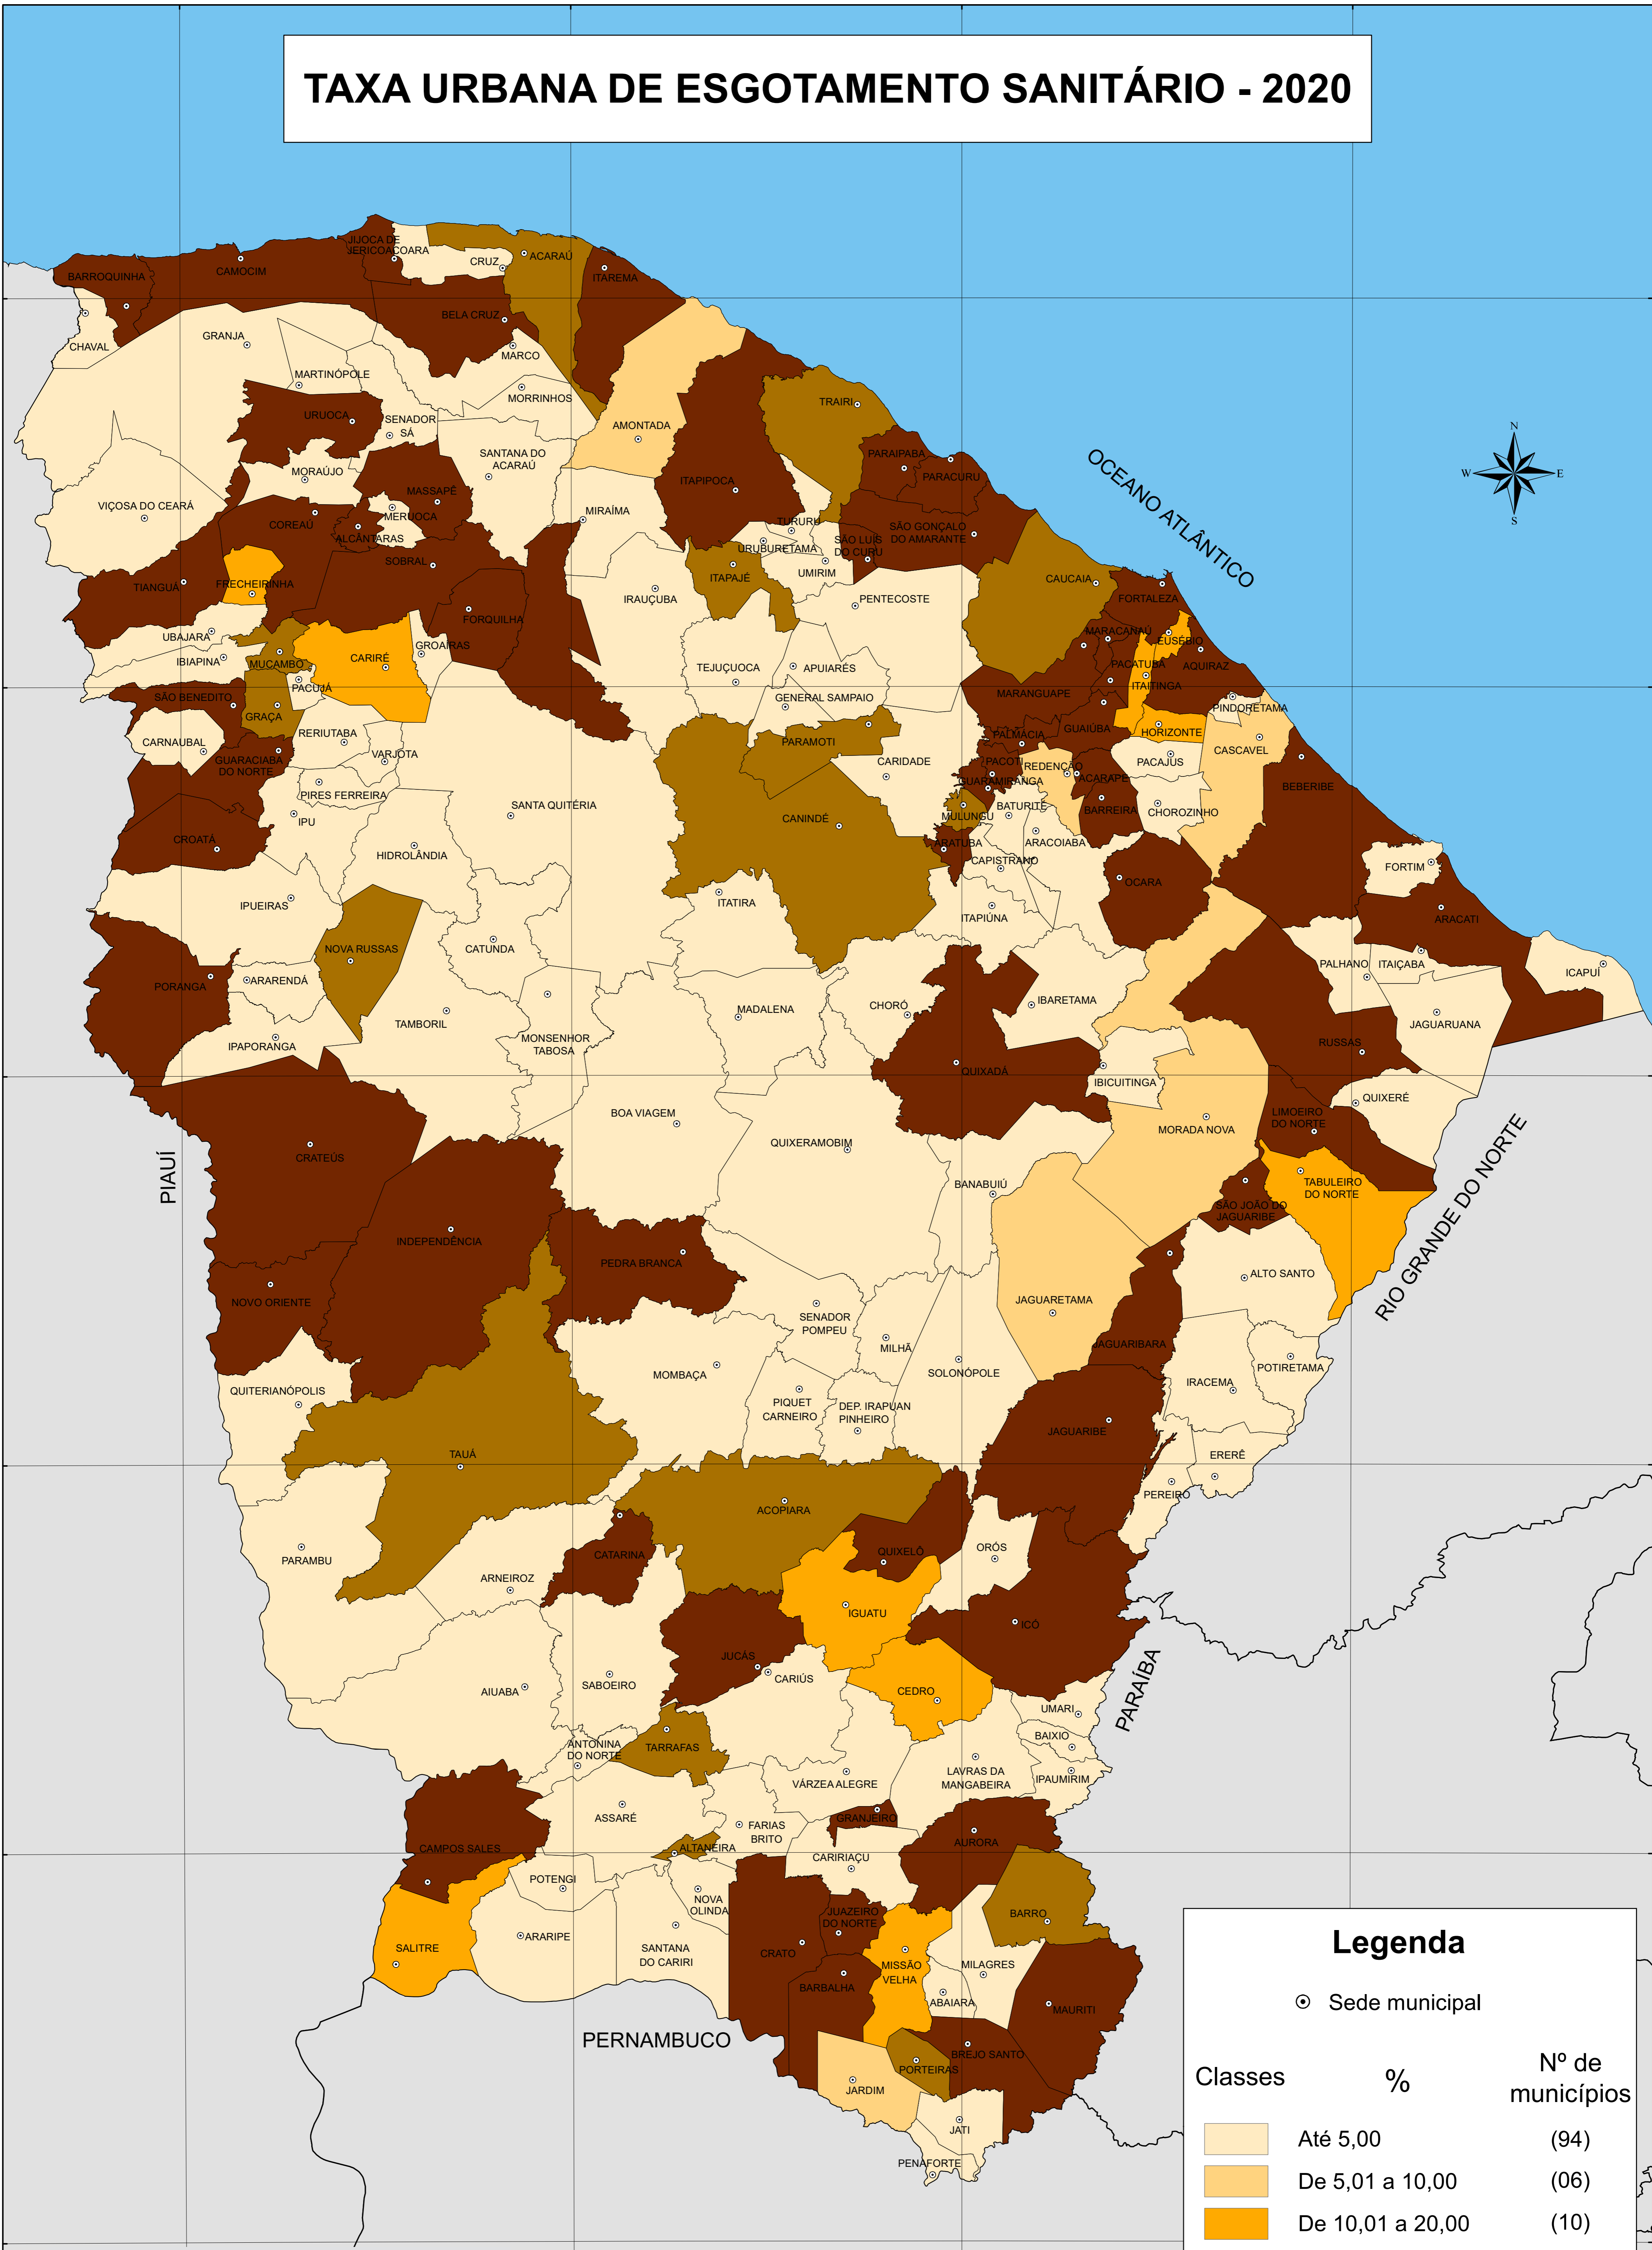 TAXA URBANA DE ESGOTAMENTO SANITÁRIO - 2020
JIJOCA DE
JERICOACOARA
CRUZ
ACARAÚ
BARROQUINHA
CAMOCIM
ITAREMA
BELA CRUZ
CHAVAL
GRANJA
MARCO
MARTINÓPOLE
MORRINHOS
TRAIRI
URUOCA
SENADOR
SÁ
AMONTADA
SANTANA DO
ACARAÚ
PARAIPABA
PARACURU
OCEANO ATLÂNTICO
N
W
E
S
MORAÚJO
ITAPIPOCA
MASSAPÊ
VIÇOSA DO CEARÁ
MERUOCA
MIRAÍMA
COREAÚ
ALCÂNTARAS
TURURU
URUBURETAMA
SÃO LUÍS
DO CURU
SÃO GONÇALO
DO AMARANTE
SOBRAL
UMIRIM
ITAPAJÉ
CAUCAIA
TIANGUÁ
FRECHEIRINHA
IRAUÇUBA
PENTECOSTE
FORTALEZA
FORQUILHA
UBAJARA
MARACANAÚ
EUSÉBIO
GROAÍRAS
IBIAPINA
MUCAMBO
CARIRÉ
TEJUÇUOCA
APUIARÉS
PACATUBA
AQUIRAZ
PACUJÁ
ITAITINGA
SÃO BENEDITO
GENERAL SAMPAIO
MARANGUAPE
PINDORETAMA
GRAÇA
CARNAUBAL
RERIUTABA
PARAMOTI
PALMÁCIA
GUAIÚBA
HORIZONTE
CASCAVEL
GUARACIABA
DO NORTE
VARJOTA
CARIDADE
PACOTI
REDENÇÃO
PACAJUS
GUARAMIRANGA
ACARAPE
BEBERIBE
PIRES FERREIRA
SANTA QUITÉRIA
BATURITÉ
BARREIRA
CHOROZINHO
IPU
CANINDÉ
MULUNGU
CROATÁ
HIDROLÂNDIA
ARATUBA
ARACOIABA
CAPISTRANO
FORTIM
OCARA
IPUEIRAS
ITATIRA
ITAPIÚNA
ARACATI
NOVA RUSSAS
CATUNDA
PALHANO
ITAIÇABA
ICAPUÍ
PORANGA
ARARENDÁ
MADALENA
CHORÓ
IBARETAMA
JAGUARUANA
TAMBORIL
MONSENHOR
TABOSA
IPAPORANGA
RUSSAS
QUIXADÁ
IBICUITINGA
QUIXERÉ
BOA VIAGEM
QUIXERAMOBIM
MORADA NOVA
LIMOEIRO
DO NORTE
CRATEÚS
PIAUÍ
BANABUIÚ
TABULEIRO
DO NORTE
RIO GRANDE DO NORTE
SÃO JOÃO DO
JAGUARIBE
INDEPENDÊNCIA
PEDRA BRANCA
ALTO SANTO
NOVO ORIENTE
JAGUARETAMA
SENADOR
POMPEU
MILHÃ
JAGUARIBARA
MOMBAÇA
SOLONÓPOLE
POTIRETAMA
IRACEMA
QUITERIANÓPOLIS
PIQUET
CARNEIRO
DEP. IRAPUAN
PINHEIRO
JAGUARIBE
TAUÁ
ERERÊ
PEREIRO
ACOPIARA
PARAMBU
CATARINA
QUIXELÔ
ORÓS
ARNEIROZ
IGUATU
ICÓ
JUCÁS
CARIÚS
AIUABA
SABOEIRO
CEDRO
PARAÍBA
UMARI
ANTONINA
DO NORTE
TARRAFAS
BAIXIO
VÁRZEA ALEGRE
LAVRAS DA
MANGABEIRA
IPAUMIRIM
ASSARÉ
GRANJEIRO
FARIAS
BRITO
AURORA
CAMPOS SALES
ALTANEIRA
CARIRIAÇU
POTENGI
NOVA
OLINDA
JUAZEIRO
DO NORTE
BARRO
ARARIPE
SALITRE
SANTANA
DO CARIRI
CRATO
MISSÃO
VELHA
MILAGRES
BARBALHA
ABAIARA
MAURITI
PERNAMBUCO
BREJO SANTO
PORTEIRAS
JARDIM
JATI
PENAFORTE
Legenda
Sede municipal
Classes % Nº de
municípios
Até 5,00 (94)
De 5,01 a 10,00 (06)
De 10,01 a 20,00 (10)